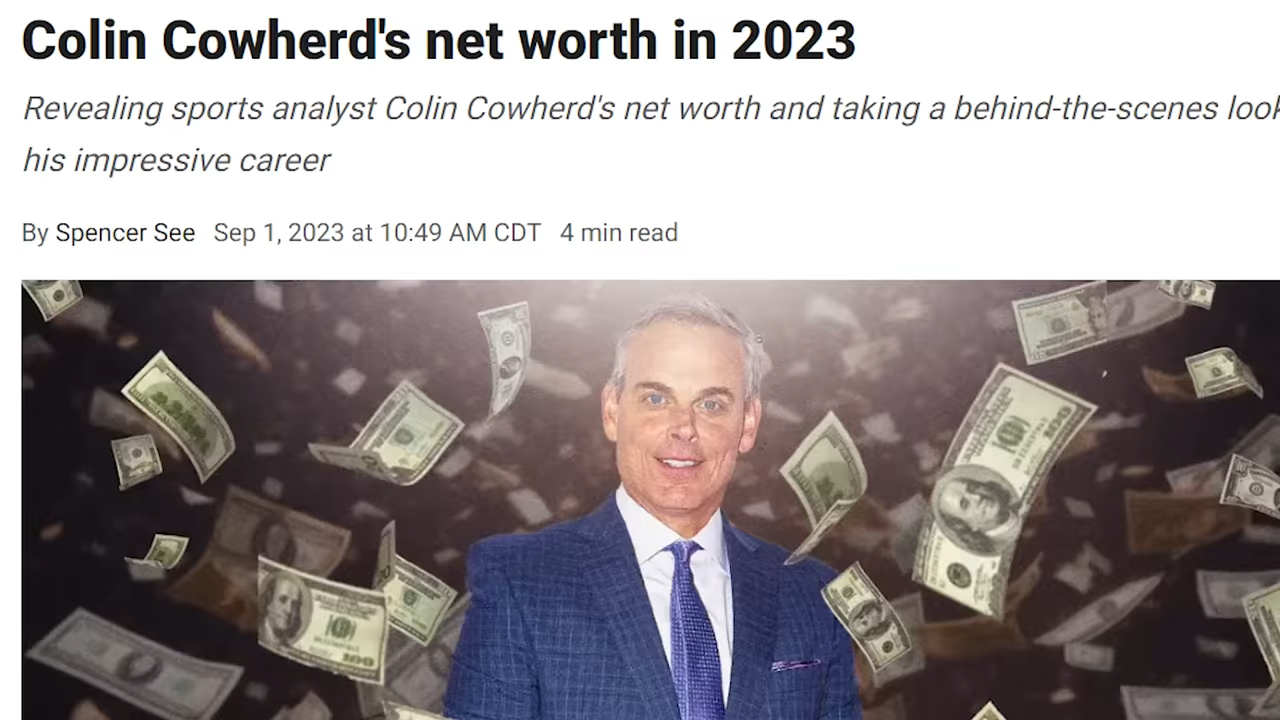 Colin Cowherd's net worth in 2023
Revealing sports analyst Colin Cowherd's net worth and taking a behind-the-scenes look
his impressive career
By Spencer See Sep 1, 2023 at 10:49 AM CDT 4 min read
100